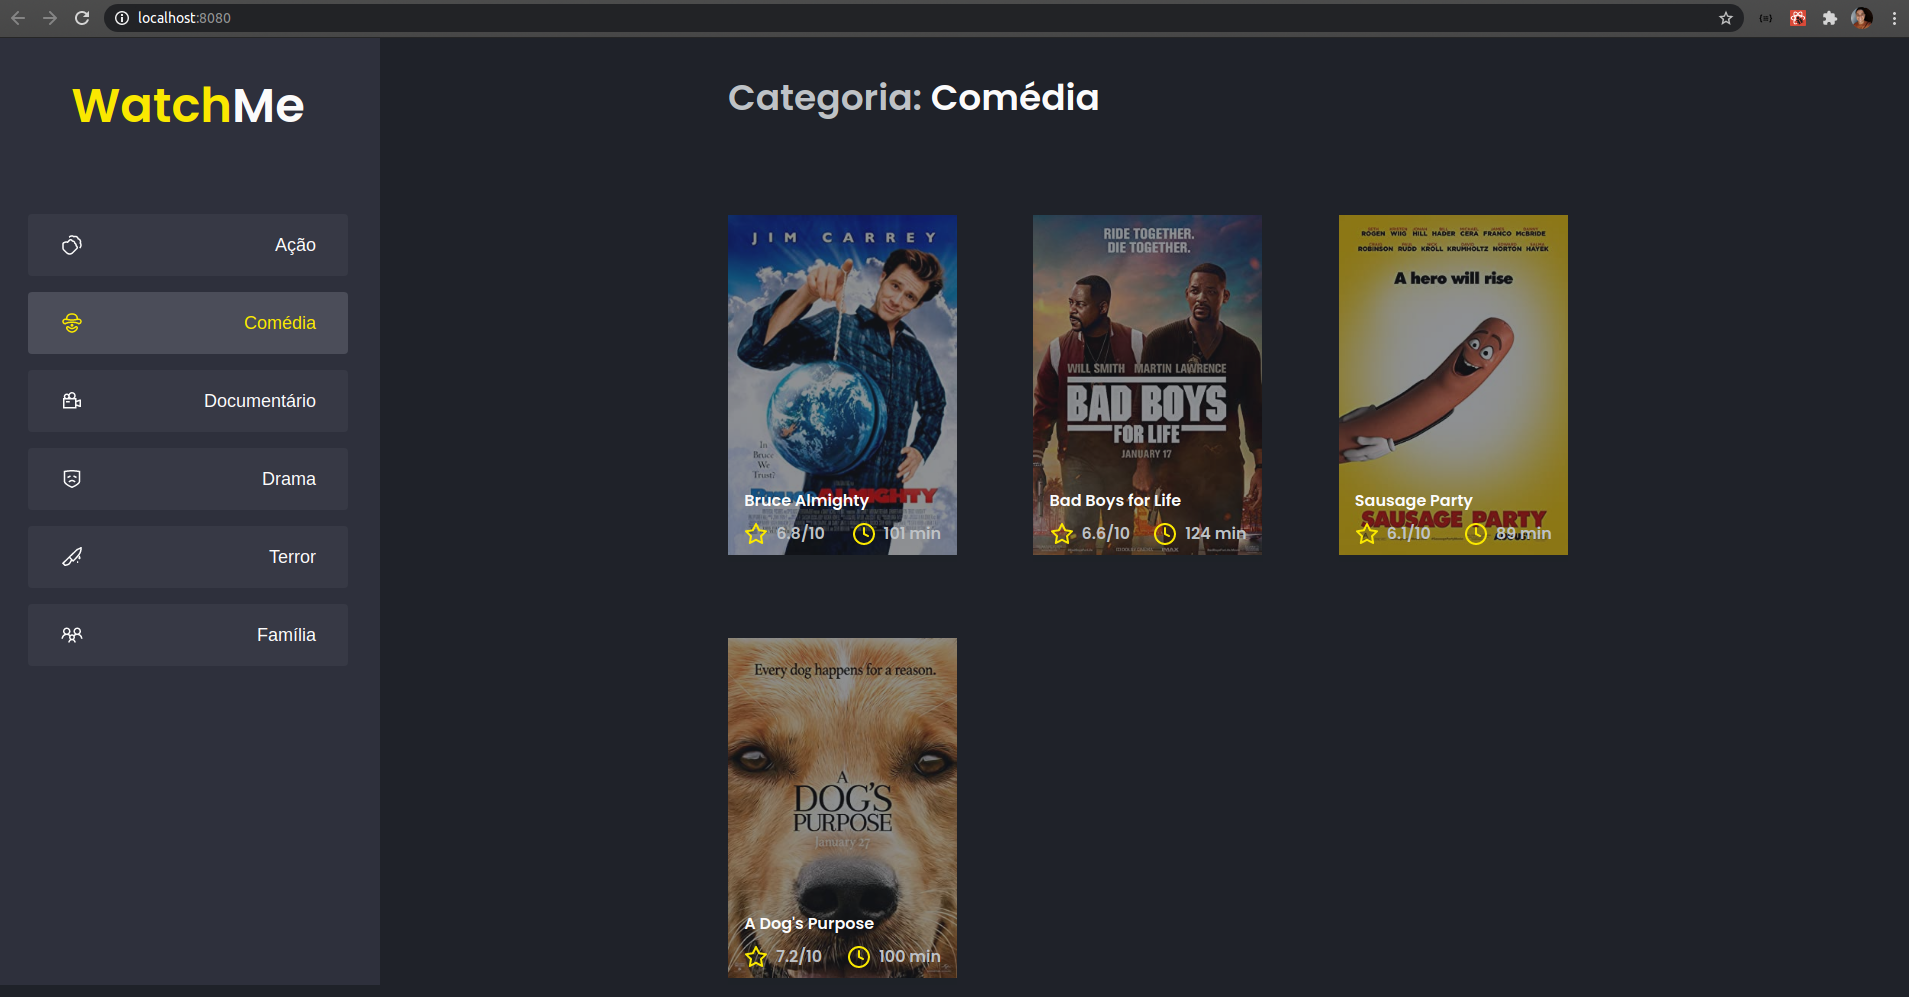 localhost:8080
WatchMe
Ação
Comédia
Documentário
Drama
Terror
Família
Categoria: Comédia
JIM CARREY
In
Bruce
We
Trust?
BRUCE ALMIGHTY
Bruce Almighty
6.8/10 101 min
RIDE TOGETHER.
DIE TOGETHER.
WILL SMITH MARTIN LAWRENCE
BAD BOYS
FOR LIFE
JANUARY 17
Bad Boys for Life
6.6/10 124 min
ROGEN WIIG HILL HADER CERA FRANCO McBRIDE
ROBINSON RUDD KROLL KRUMHOLTZ NORTON HAYEK
A hero will rise
Sausage Party
SAUSAGE PARTY
6.1/10 89 min
Every dog happens for a reason.
A
DOG'S
PURPOSE
January 27
A Dog's Purpose
7.2/10 100 min